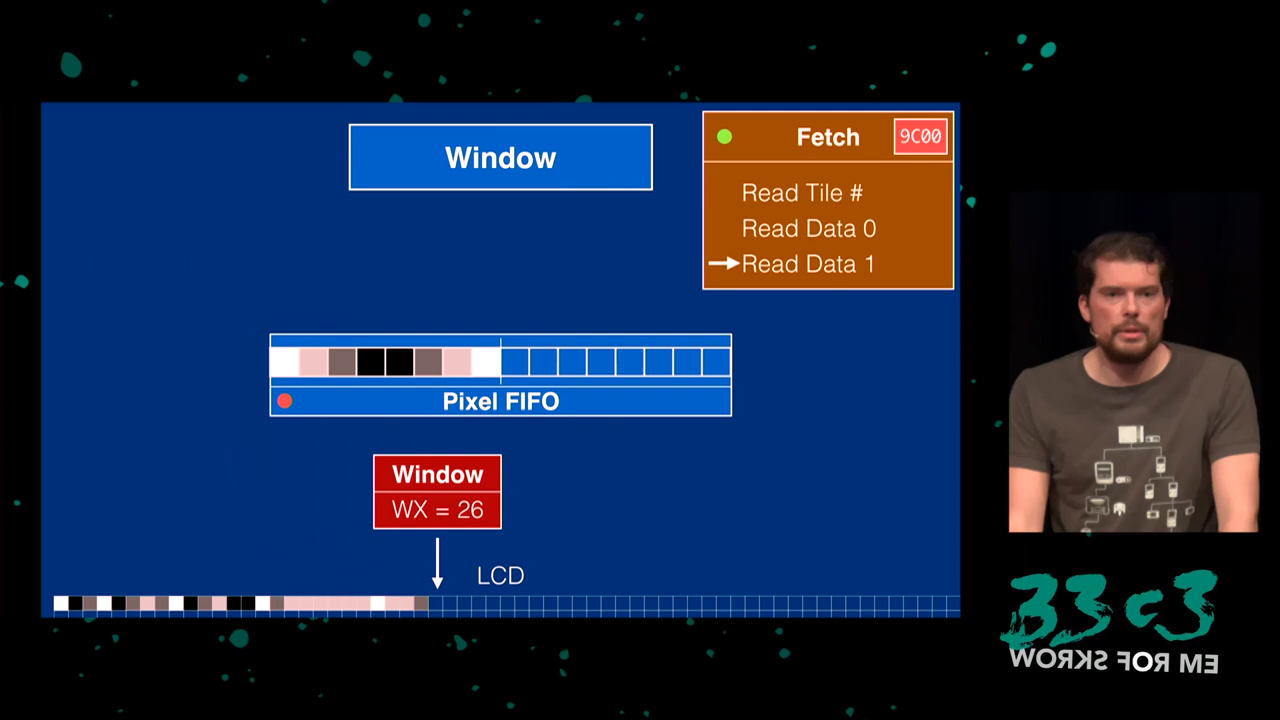 Window
Fetch
9C00
Read Tile #
Read Data 0
Read Data 1
Pixel FIFO
Window
WX = 26
LCD
33c3
WORKS FOR ME